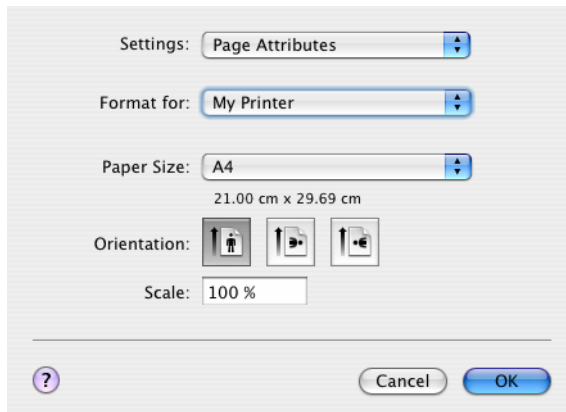 Settings: Page Attributes
Format for: My Printer
Paper Size: A4
21.00 cm x 29.69 cm
Orientation:
Scale: 100 %
? Cancel OK